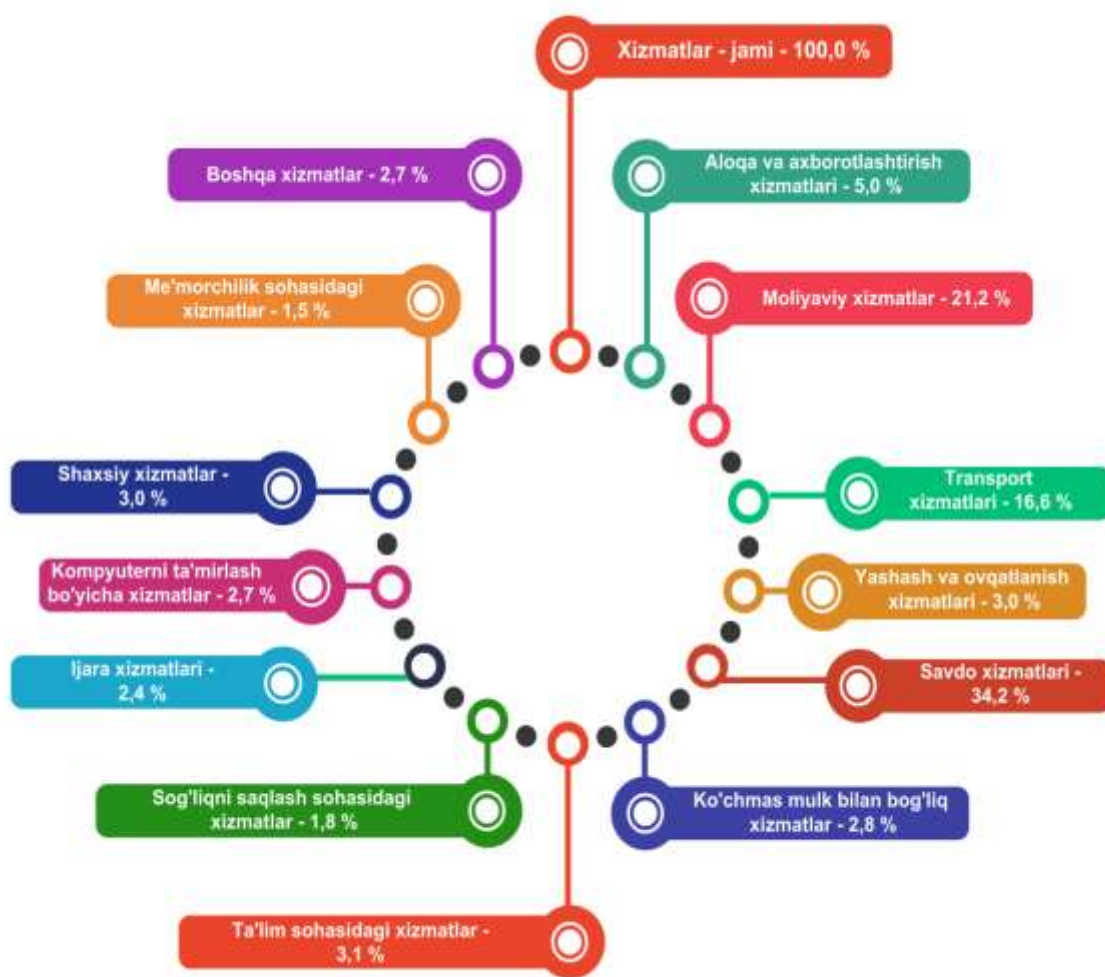 Xizmatlar - jami - 100,0 %
Aloqa va axborotlashtirish
xizmatlari - 5,0 %
Moliyaviy xizmatlar - 21,2 %
Transport
xizmatlari - 16,6 %
Yashash va ovqatlanish
xizmatlari - 3,0 %
Savdo xizmatlari -
34,2 %
Ko'chmas mulk bilan bog'liq
xizmatlar - 2,8 %
Ta'lim sohasidagi xizmatlar -
3,1 %
Sog'liqni saqlash sohasidagi
xizmatlar - 1,8 %
Ijara xizmatlari -
2,4 %
Kompyuterni ta'mirlash
bo'yicha xizmatlar - 2,7 %
Shaxsiy xizmatlar -
3,0 %
Me'morchilik sohasidagi
xizmatlar - 1,5 %
Boshqa xizmatlar - 2,7 %